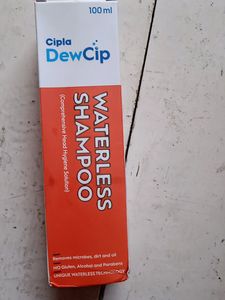 100ml
Cipla
DewCip
WATERLESS
SHAMPOO
(Comprehensive Head Hygiene Solution)
Removes microbes, dirt and oil
NO Gluten, Alcohol and Parabens
UNIQUE WATERLESS TECHNOLOGY